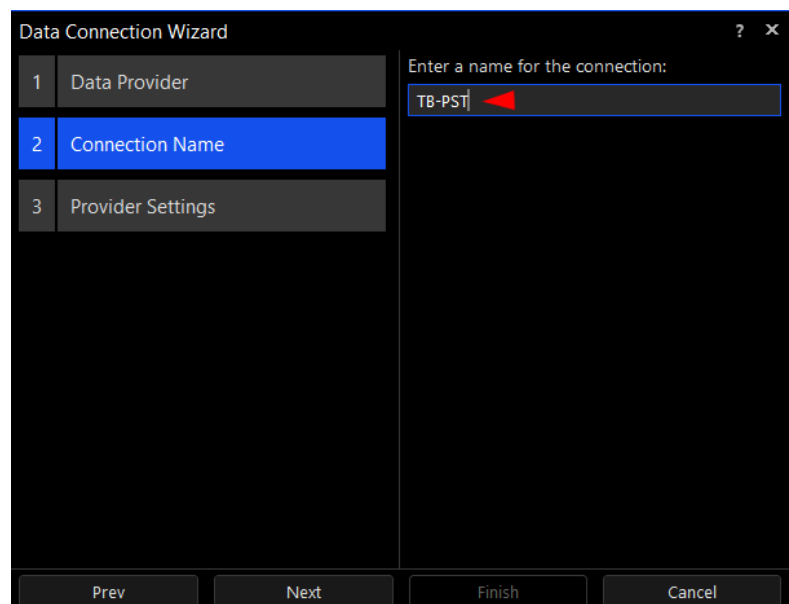 Data Connection Wizard ? ✕
1 Data Provider
2 Connection Name
3 Provider Settings
Enter a name for the connection:
TB-PST
Prev Next Finish Cancel